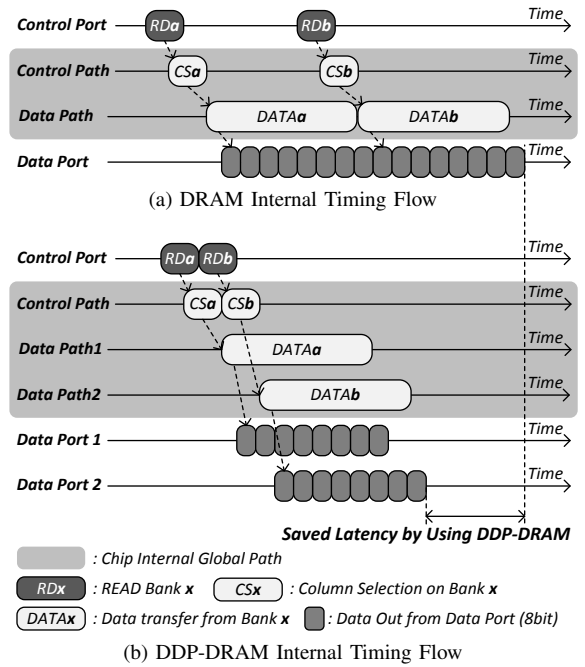 Control Port RDa RDb Time
Control Path CSa CSb Time
Data Path DATAa DATAb Time
Data Port Time
(a) DRAM Internal Timing Flow
Control Port RDa RDb Time
Control Path CSa CSb Time
Data Path1 DATAa Time
Data Path2 DATAb Time
Data Port 1 Time
Data Port 2 Time
Saved Latency by Using DDP-DRAM
: Chip Internal Global Path
RDx : READ Bank x CSx : Column Selection on Bank x
DATAx : Data transfer from Bank x : Data Out from Data Port (8bit)
(b) DDP-DRAM Internal Timing Flow